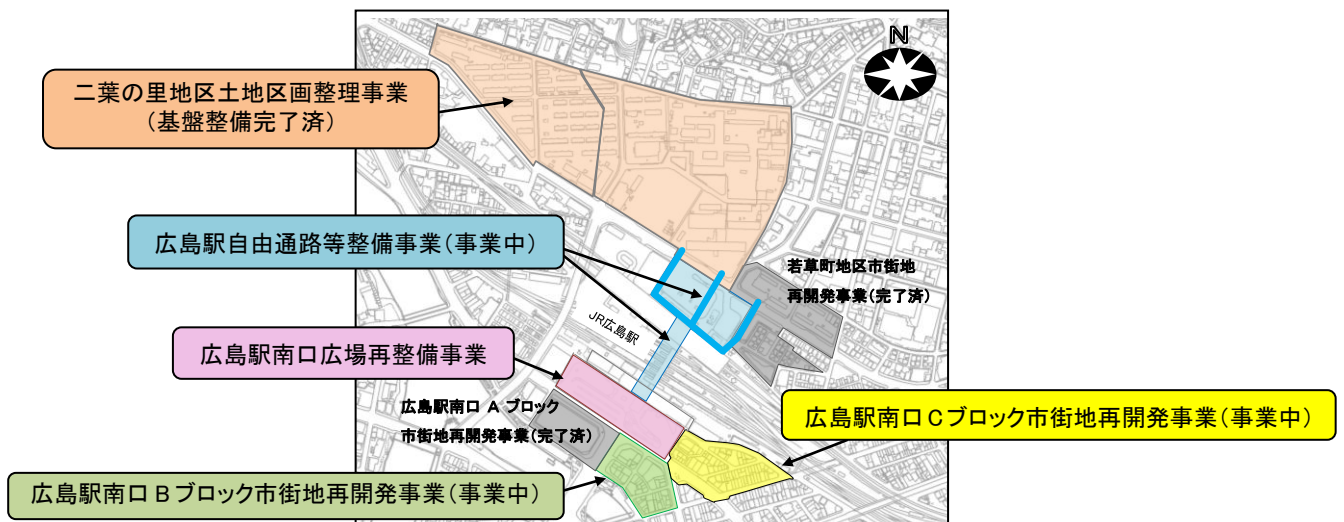 N
二葉の里地区土地区画整理事業
(基盤整備完了済)
広島駅自由通路等整備事業(事業中)
若草町地区市街地
再開発事業(完了済)
JR広島駅
広島駅南口広場再整備事業
広島駅南口 A ブロック
市街地再開発事業(完了済)
広島駅南口Cブロック市街地再開発事業(事業中)
広島駅南口Bブロック市街地再開発事業(事業中)